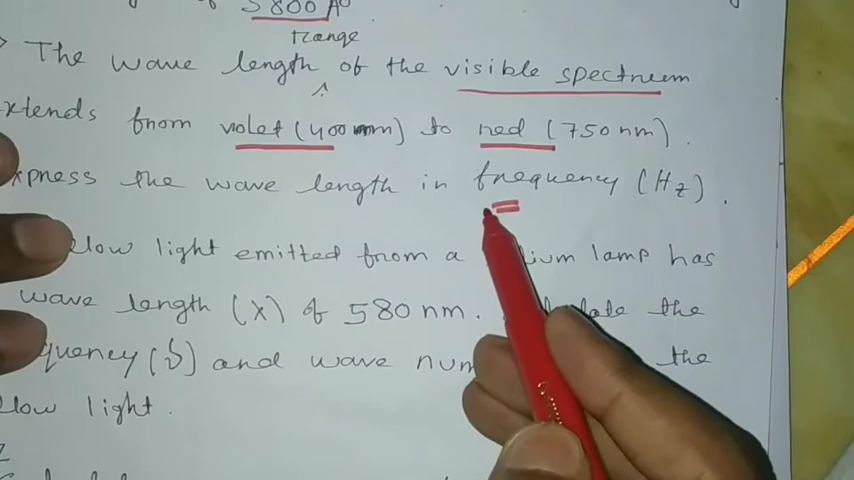 of 5800 A°
The wave length range of the visible spectrum
xtends from violet (400 nm) to red (750 nm).
xpress the wave length in frequency (Hz).
llow light emitted from a dium lamp has
wave length (λ) of 580 nm. late the
quency (ν) and wave num the
llow light.